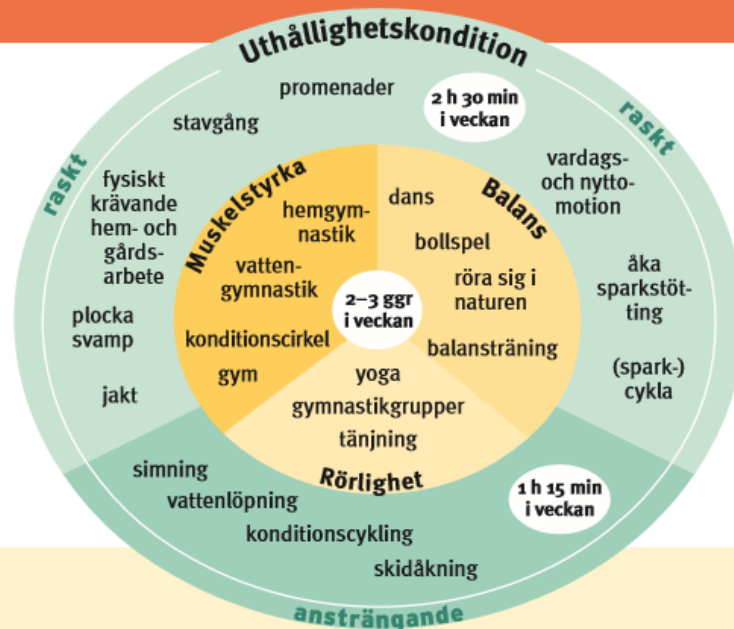 Uthållighetskondition
promenader
2 h 30 min
i veckan
stavgång
raskt
raskt
fysiskt
krävande
hem- och
gårds-
arbete
plocka
svamp
jakt
vardags-
och nytto-
motion
åka
sparkstöt-
ting
(spark-)
cykla
Muskelstyrka
hemgym-
nastik
vatten-
gymnastik
konditionscirkel
gym
Balans
dans
bollspel
röra sig i
naturen
balansträning
2–3 ggr
i veckan
yoga
gymnastikgrupper
tänjning
Rörlighet
simning
vattenlöpning
konditionscykling
skidåkning
1 h 15 min
i veckan
ansträngande